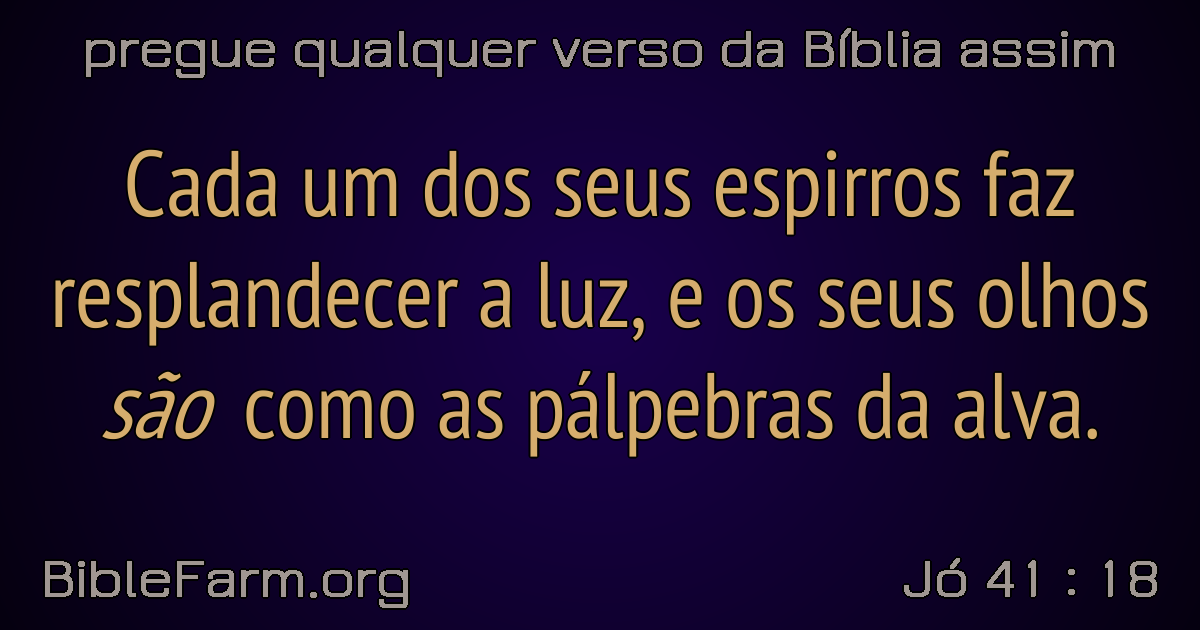 pregue qualquer verso da Bíblia assim
Cada um dos seus espirros faz
resplandecer a luz, e os seus olhos
são como as pálpebras da alva.
BibleFarm.org
Jó 41 : 18